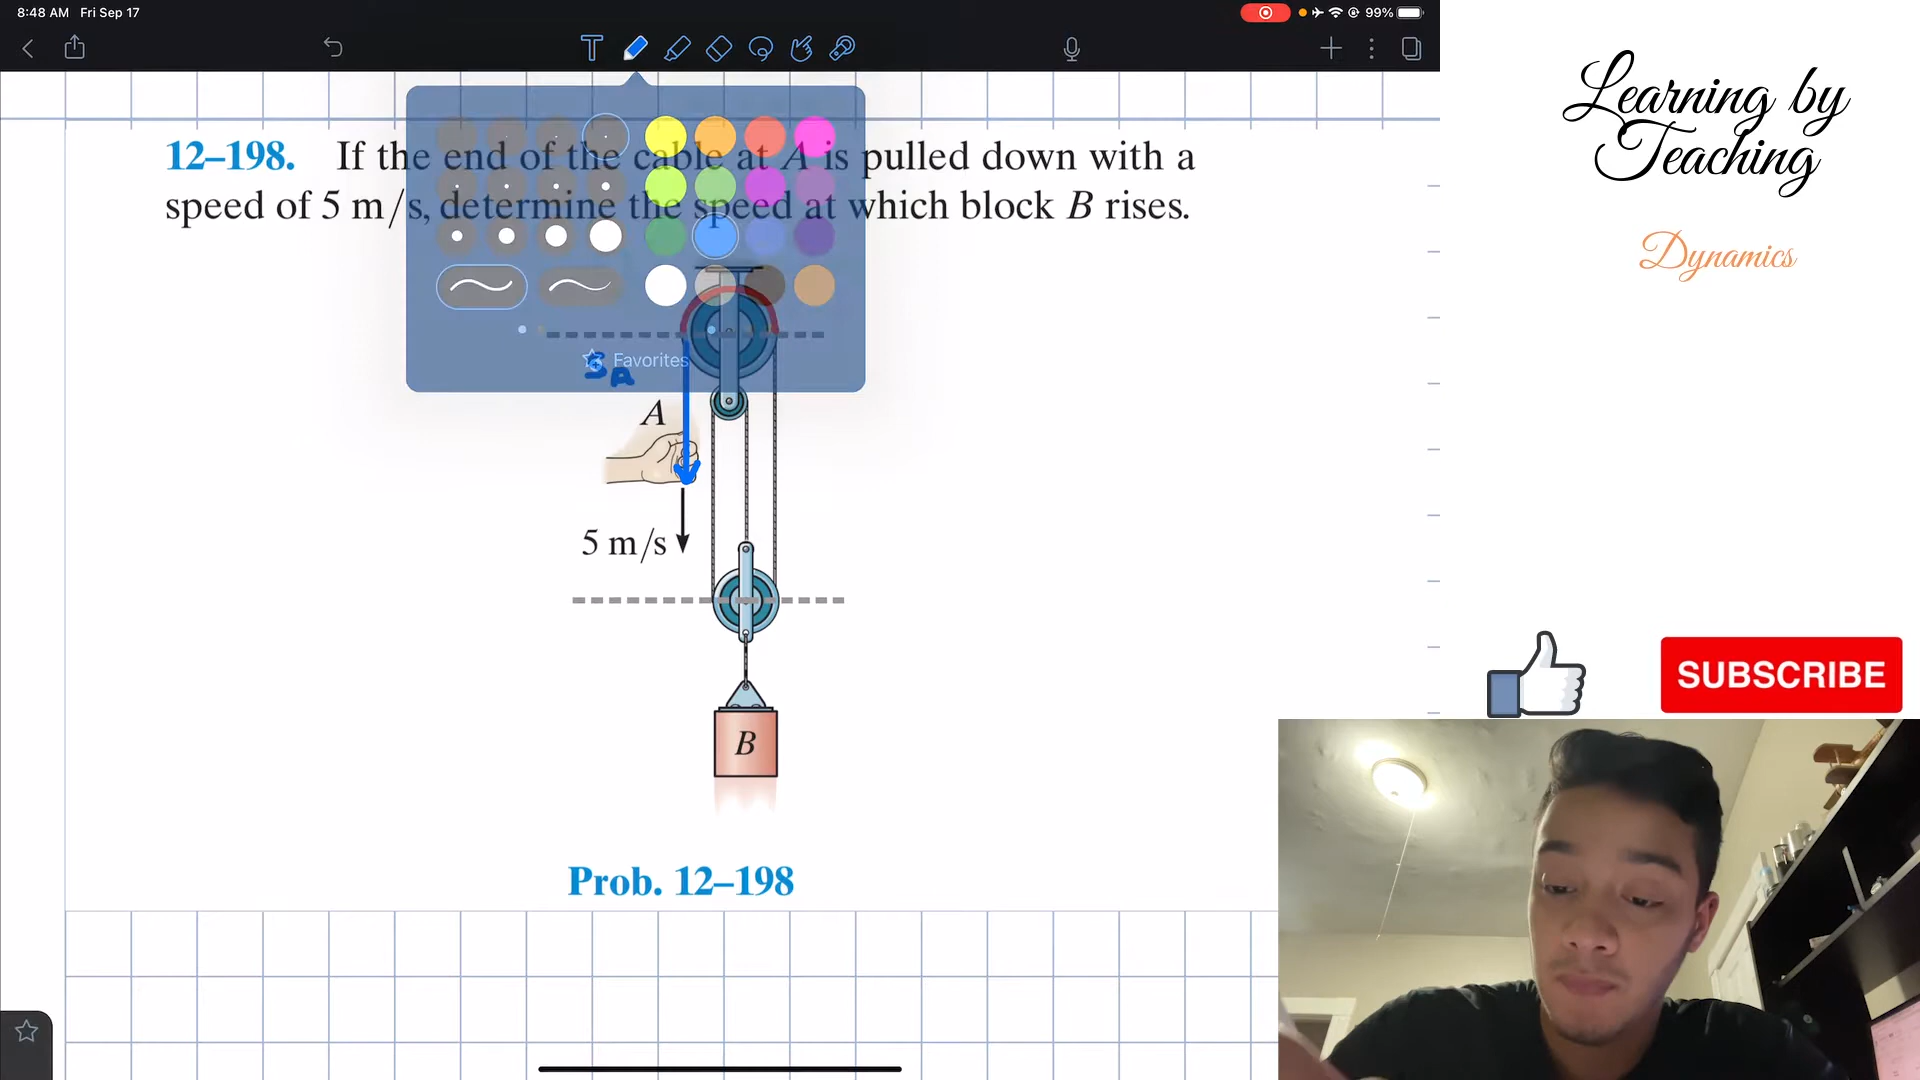 8:48 AM Fri Sep 17
99%
12–198. If the end of the cable at A is pulled down with a
speed of 5 m/s, determine the speed at which block B rises.
Favorites
SA
A
5 m/s
B
Prob. 12–198
Learning by
Teaching
Dynamics
SUBSCRIBE